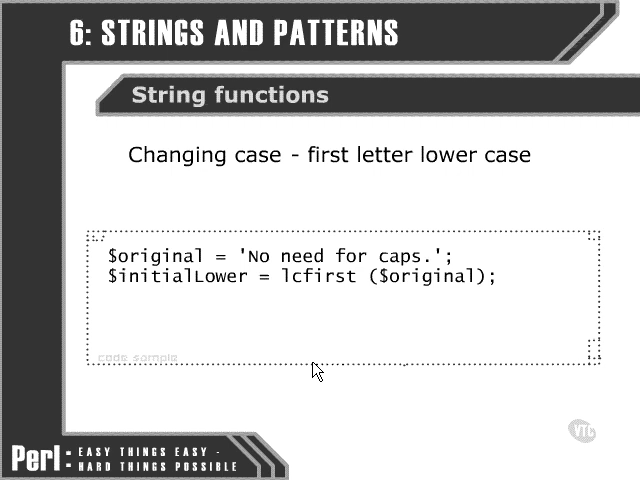 6: STRINGS AND PATTERNS
String functions
Changing case - first letter lower case
$original = 'No need for caps.';
$initialLower = lcfirst ($original);
code sample
VTC
Perl: EASY THINGS EASY -
HARD THINGS POSSIBLE